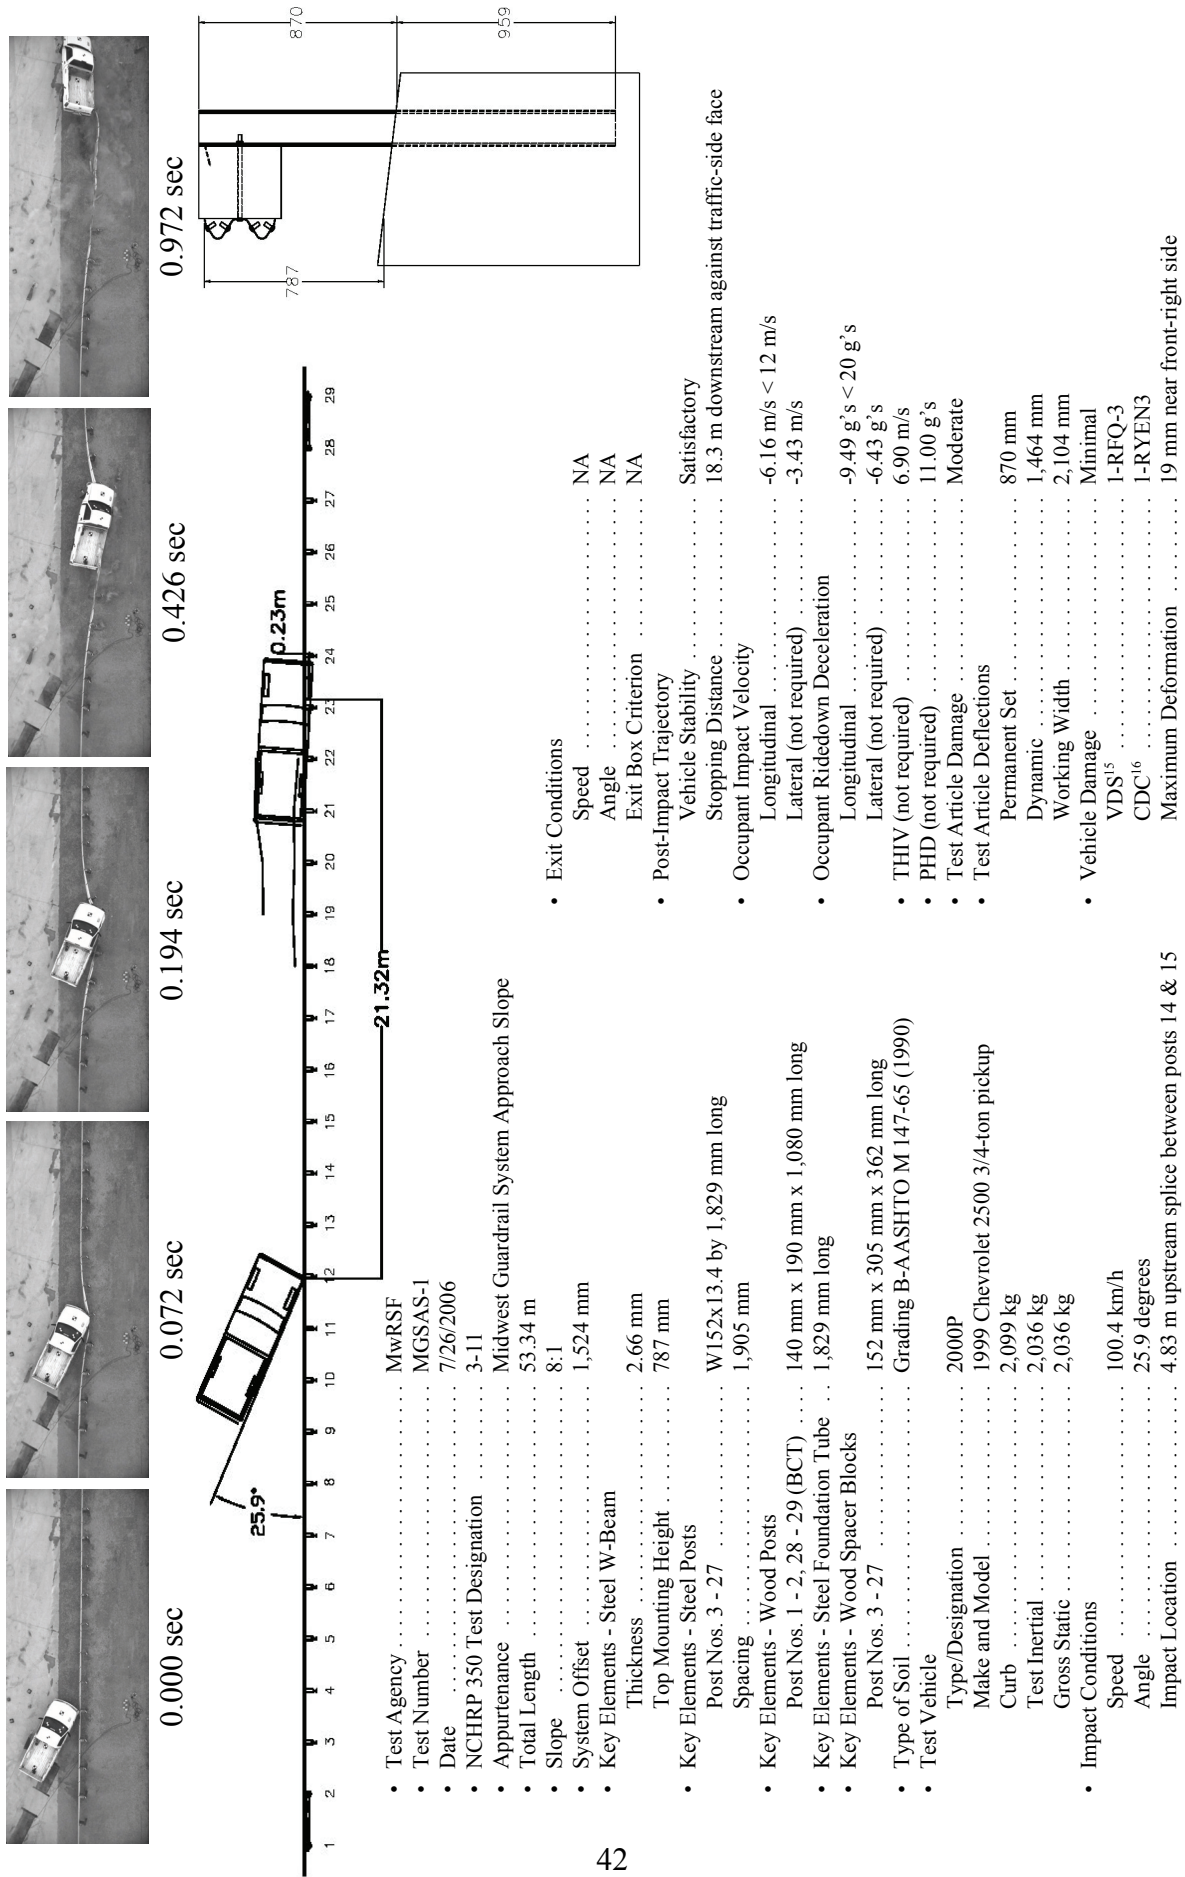 0.000 sec
0.072 sec
0.194 sec
0.426 sec
0.972 sec
25.9°
0.23m
21.32m
1 2 3 4 5 6 7 8 9 10 11 12 13 14 15 16 17 18 19 20 21 22 23 24 25 26 27 28 29
787
870
959
• Test Agency . . . . . . . . . . MwRSF
• Test Number . . . . . . . . . . MGSAS-1
• Date . . . . . . . . . . 7/26/2006
• NCHRP 350 Test Designation . . . . . . . . . . 3-11
• Appurtenance . . . . . . . . . . Midwest Guardrail System Approach Slope
• Total Length . . . . . . . . . . 53.34 m
• Slope . . . . . . . . . . 8:1
• System Offset . . . . . . . . . . 1,524 mm
• Key Elements - Steel W-Beam
Thickness . . . . . . . . . . 2.66 mm
Top Mounting Height . . . . . . . . . . 787 mm
• Key Elements - Steel Posts
Post Nos. 3 - 27 . . . . . . . . . . W152x13.4 by 1,829 mm long
Spacing . . . . . . . . . . 1,905 mm
• Key Elements - Wood Posts
Post Nos. 1 - 2, 28 - 29 (BCT) . . . . 140 mm x 190 mm x 1,080 mm long
• Key Elements - Steel Foundation Tube . . 1,829 mm long
• Key Elements - Wood Spacer Blocks
Post Nos. 3 - 27 . . . . . . . . . . 152 mm x 305 mm x 362 mm long
• Type of Soil . . . . . . . . . . Grading B-AASHTO M 147-65 (1990)
• Test Vehicle
Type/Designation . . . . . . . . . . 2000P
Make and Model . . . . . . . . . . 1999 Chevrolet 2500 3/4-ton pickup
Curb . . . . . . . . . . 2,099 kg
Test Inertial . . . . . . . . . . 2,036 kg
Gross Static . . . . . . . . . . 2,036 kg
• Impact Conditions
Speed . . . . . . . . . . 100.4 km/h
Angle . . . . . . . . . . 25.9 degrees
Impact Location . . . . . . . . . . 4.83 m upstream splice between posts 14 & 15
• Exit Conditions
Speed . . . . . . . . . . NA
Angle . . . . . . . . . . NA
Exit Box Criterion . . . . . . . . . . NA
• Post-Impact Trajectory
Vehicle Stability . . . . . . . . . . Satisfactory
Stopping Distance . . . . . . . . . . 18.3 m downstream against traffic-side face
• Occupant Impact Velocity
Longitudinal . . . . . . . . . . -6.16 m/s < 12 m/s
Lateral (not required) . . . . . . . . . . -3.43 m/s
• Occupant Ridedown Deceleration
Longitudinal . . . . . . . . . . -9.49 g's < 20 g's
Lateral (not required) . . . . . . . . . . -6.43 g's
• THIV (not required) . . . . . . . . . . 6.90 m/s
• PHD (not required) . . . . . . . . . . 11.00 g's
• Test Article Damage . . . . . . . . . . Moderate
• Test Article Deflections
Permanent Set . . . . . . . . . . 870 mm
Dynamic . . . . . . . . . . 1,464 mm
Working Width . . . . . . . . . . 2,104 mm
• Vehicle Damage . . . . . . . . . . Minimal
VDS¹⁵ . . . . . . . . . . 1-RFQ-3
CDC¹⁶ . . . . . . . . . . 1-RYEN3
Maximum Deformation . . . . . . . . . . 19 mm near front-right side
42